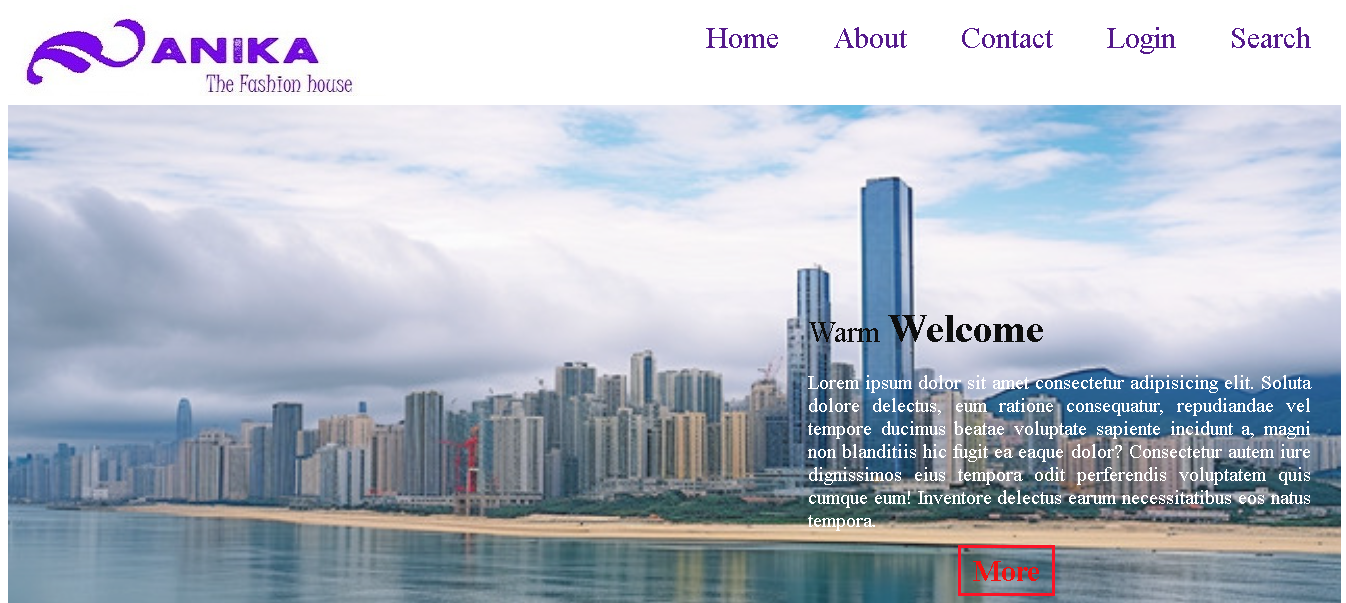 ANIKA
The Fashion house
Home About Contact Login Search
Warm Welcome
Lorem ipsum dolor sit amet consectetur adipisicing elit. Soluta
dolore delectus, eum ratione consequatur, repudiandae vel
tempore ducimus beatae voluptate sapiente incidunt a, magni
non blanditiis hic fugit ea eaque dolor? Consectetur autem iure
dignissimos eius tempora odit perferendis voluptatem quis
cumque eum! Inventore delectus earum necessitatibus eos natus
tempora.
More